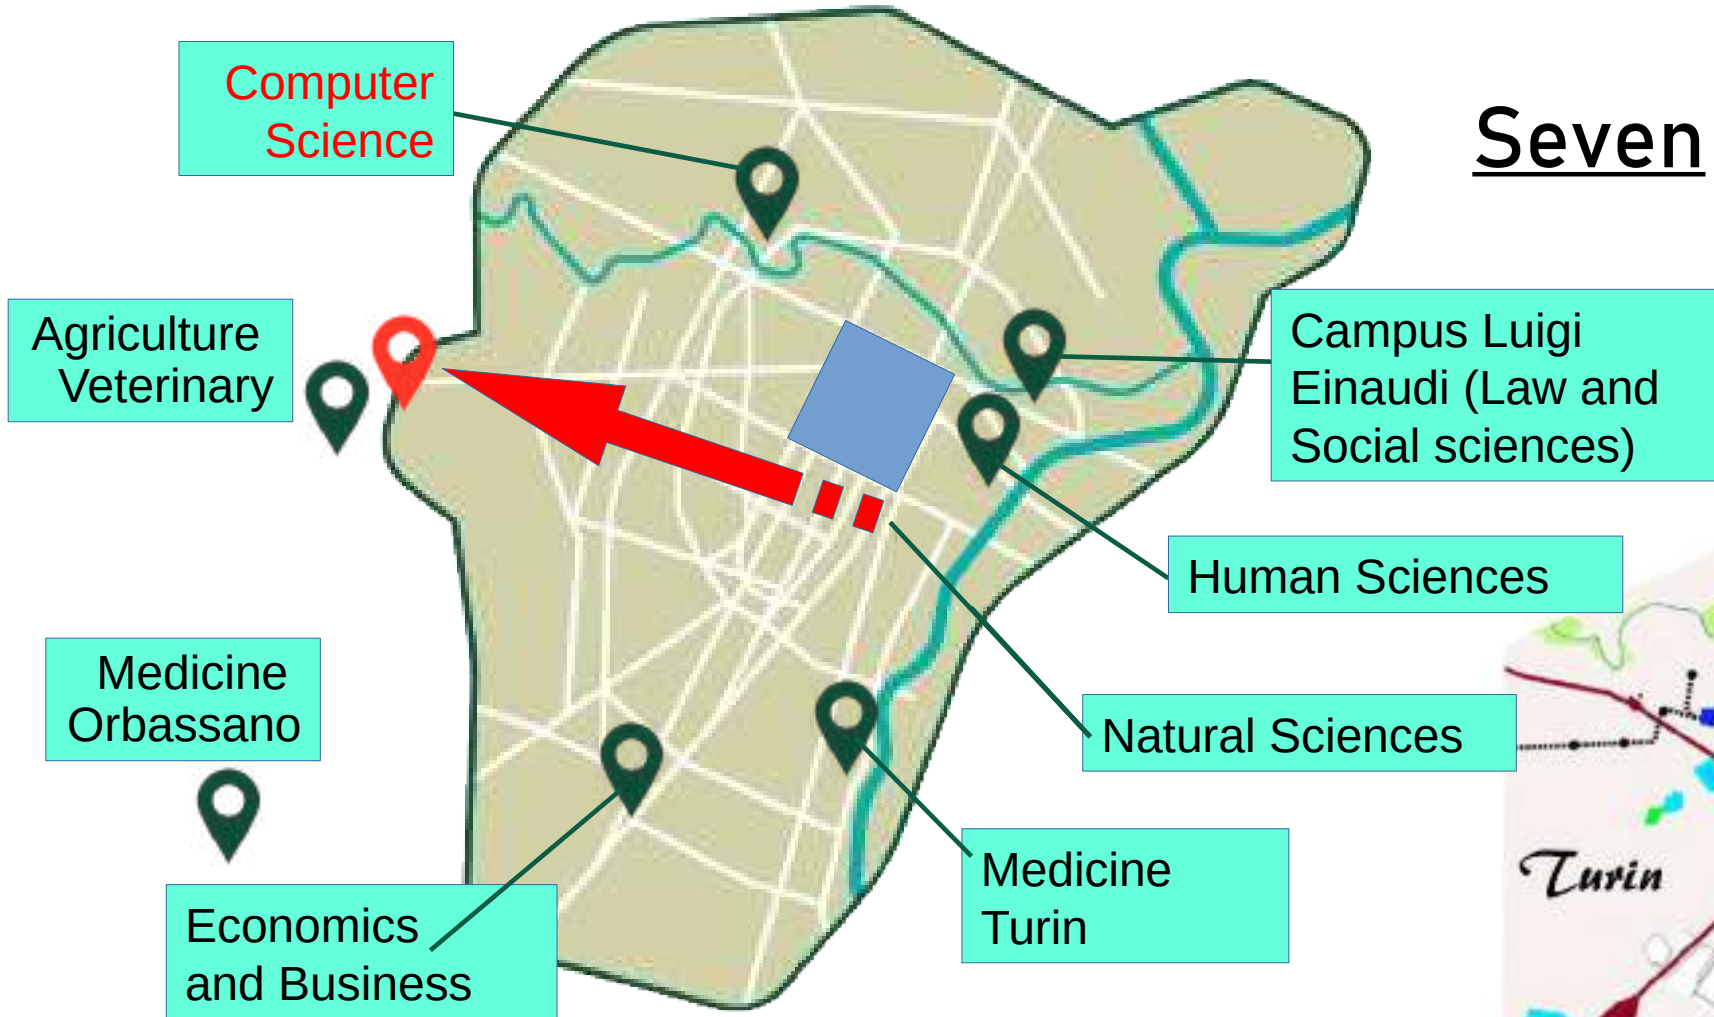 Computer
Science
Seven
Agriculture
Veterinary
Campus Luigi
Einaudi (Law and
Social sciences)
Human Sciences
Medicine
Orbassano
Natural Sciences
Medicine
Turin
Turin
Economics
and Business